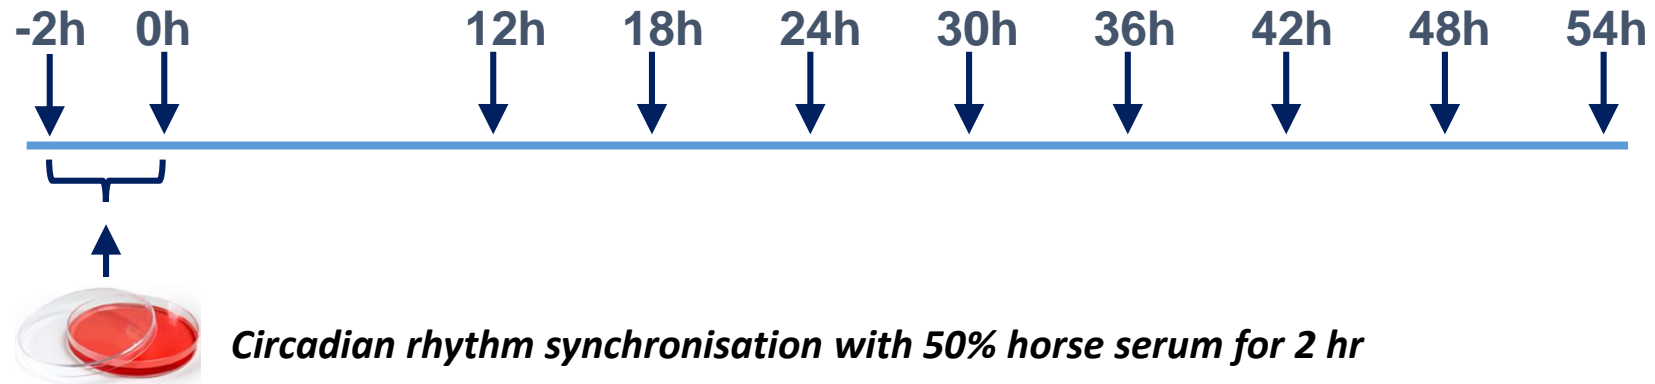 -2h 0h 12h 18h 24h 30h 36h 42h 48h 54h
Circadian rhythm synchronisation with 50% horse serum for 2 hr